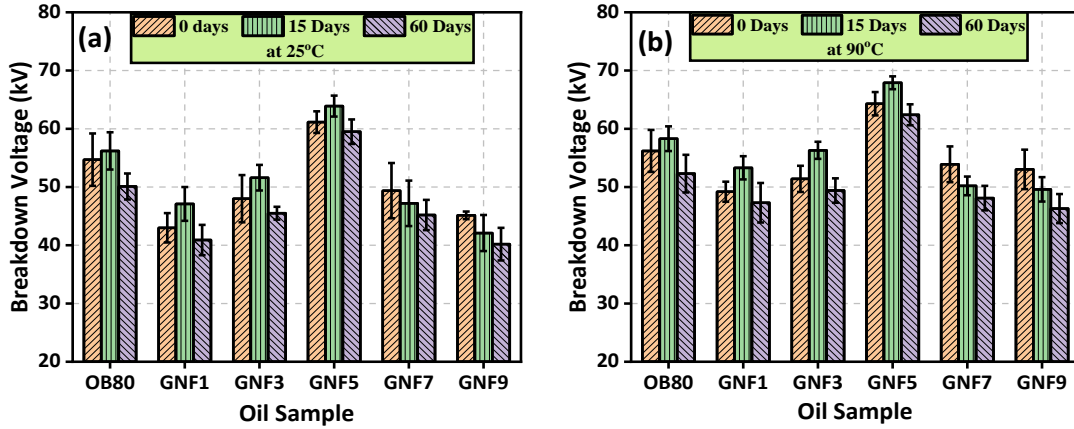 (a)
0 days 15 Days 60 Days
at 25°C
Breakdown Voltage (kV)
80
70
60
50
40
30
20
OB80 GNF1 GNF3 GNF5 GNF7 GNF9
Oil Sample
(b)
0 Days 15 Days 60 Days
at 90°C
Breakdown Voltage (kV)
80
70
60
50
40
30
20
OB80 GNF1 GNF3 GNF5 GNF7 GNF9
Oil Sample